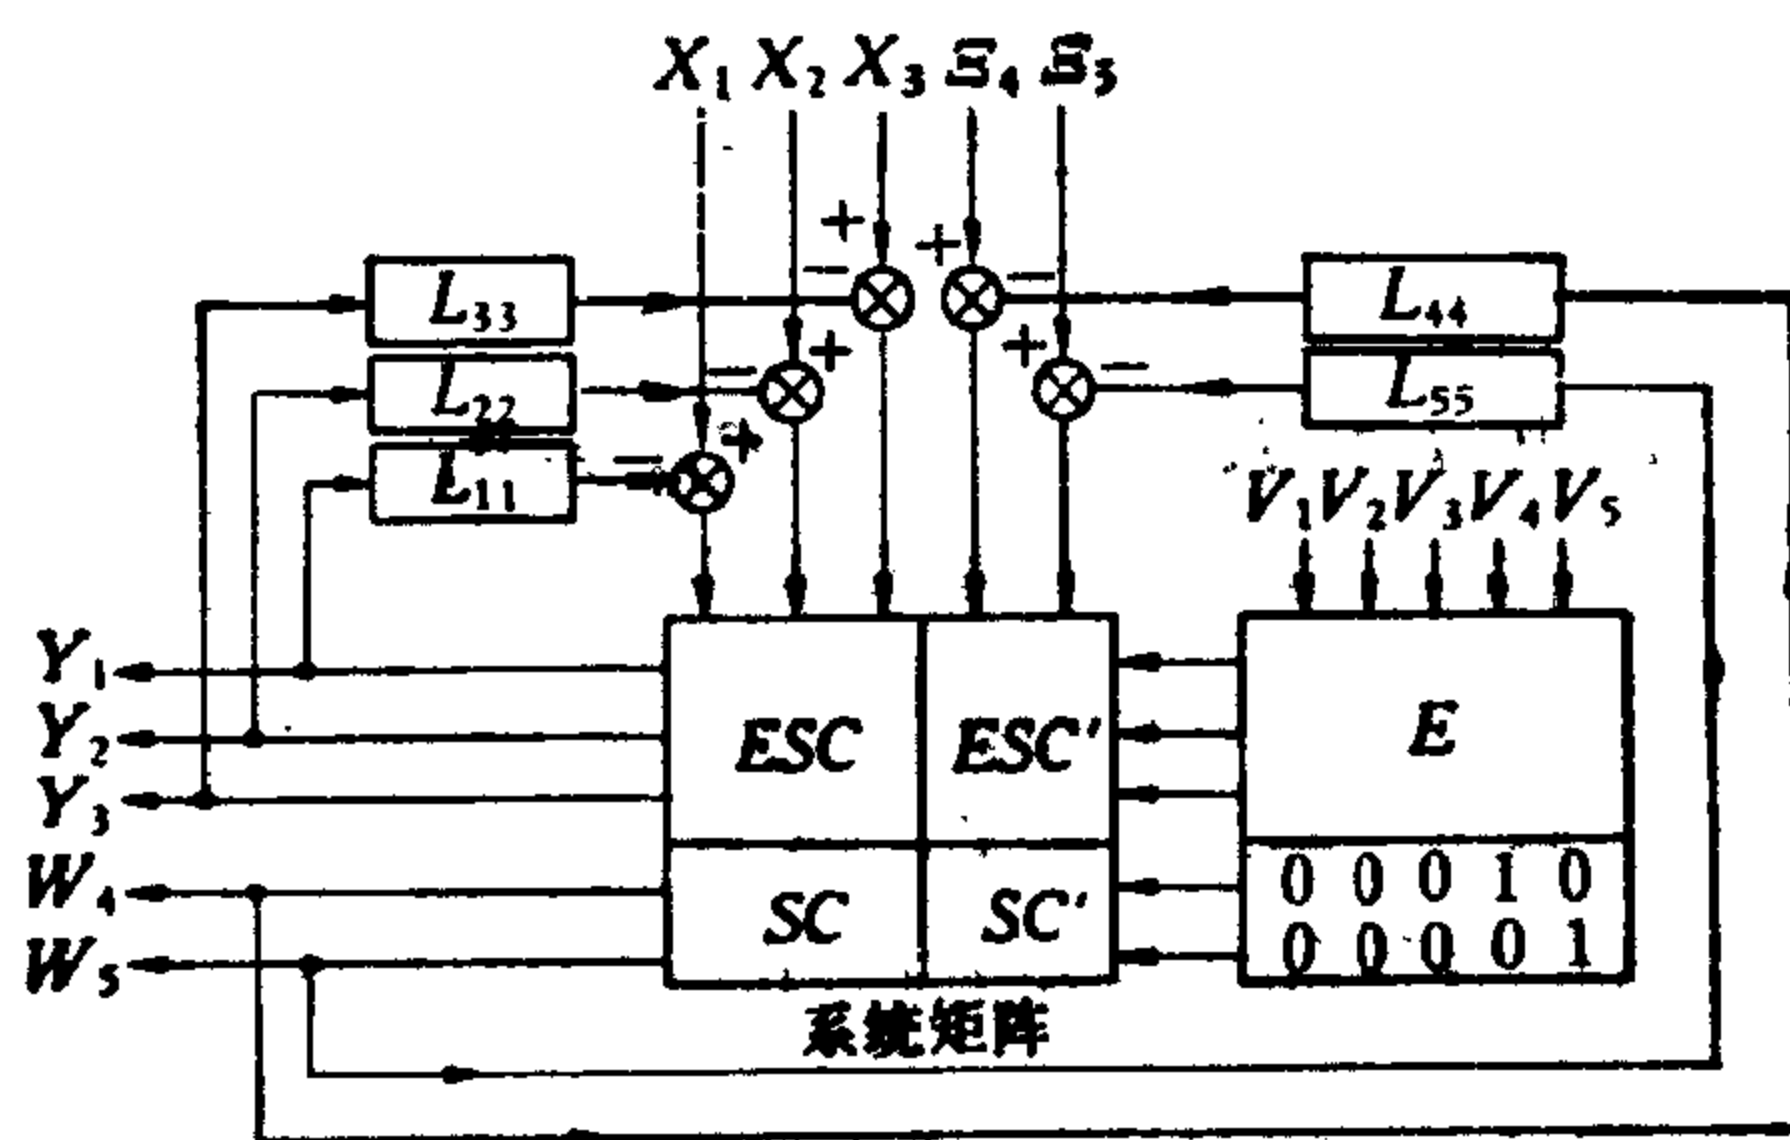 X₁ X₂ X₃ Ξ₄ Ξ₅
+
+
−
−
L₃₃
L₄₄
+
+
−
−
L₂₂
L₅₅
+
−
L₁₁
V₁ V₂ V₃ V₄ V₅
Y₁
Y₂
Y₃
ESC
ESC′
E
W₄
W₅
SC
SC′
0 0 0 1 0
0 0 0 0 1
系统矩阵